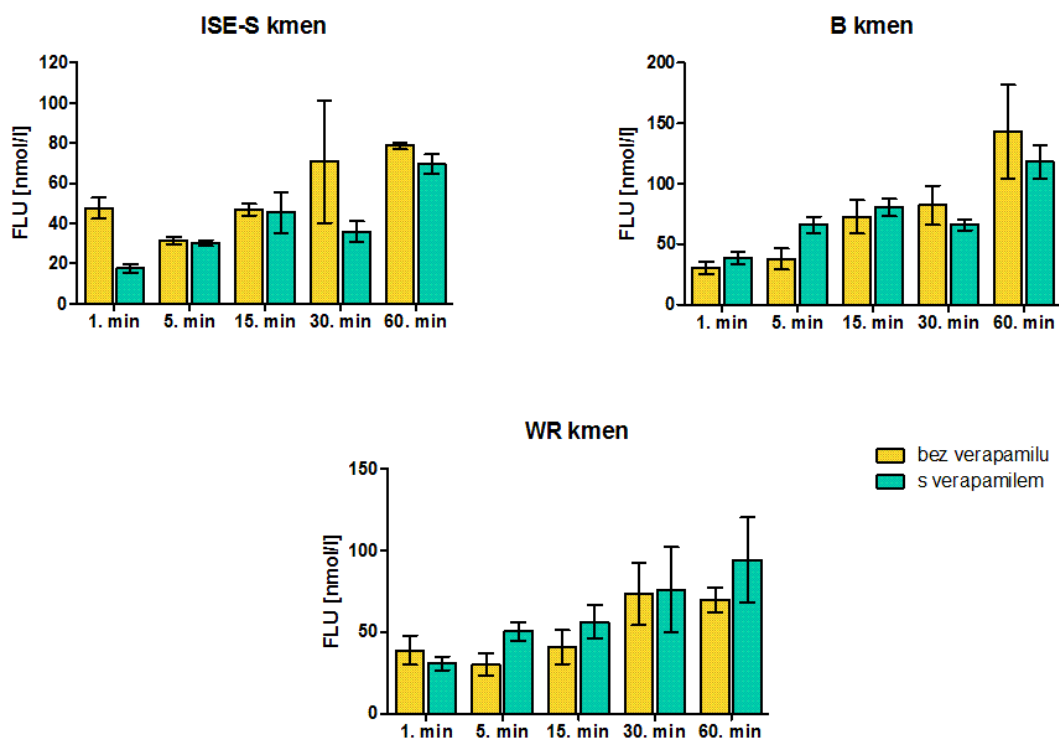 ISE-S kmen
FLU [nmol/l]
120
100
80
60
40
20
0
1. min 5. min 15. min 30. min 60. min
B kmen
FLU [nmol/l]
200
150
100
50
0
1. min 5. min 15. min 30. min 60. min
WR kmen
FLU [nmol/l]
150
100
50
0
1. min 5. min 15. min 30. min 60. min
bez verapamilu
s verapamilem